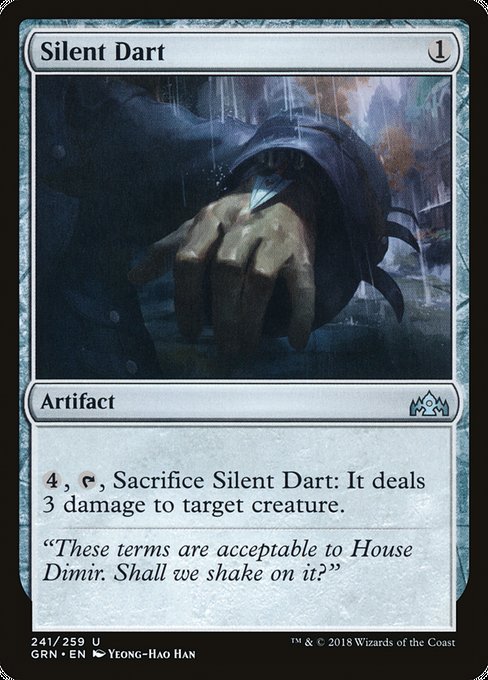 Silent Dart 1
Artifact
4, , Sacrifice Silent Dart: It deals
3 damage to target creature.
“These terms are acceptable to House
Dimir. Shall we shake on it?”
241/259 U
™ & © 2018 Wizards of the Coast
GRN • EN Yeong-Hao Han